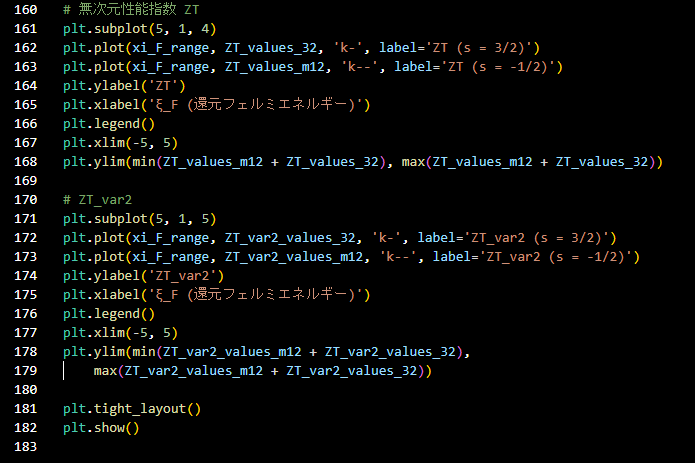 160 # 無次元性能指数 ZT
161 plt.subplot(5, 1, 4)
162 plt.plot(xi_F_range, ZT_values_32, 'k-', label='ZT (s = 3/2)')
163 plt.plot(xi_F_range, ZT_values_m12, 'k--', label='ZT (s = -1/2)')
164 plt.ylabel('ZT')
165 plt.xlabel('ξ_F (還元フェルミエネルギー)')
166 plt.legend()
167 plt.xlim(-5, 5)
168 plt.ylim(min(ZT_values_m12 + ZT_values_32), max(ZT_values_m12 + ZT_values_32))
169
170 # ZT_var2
171 plt.subplot(5, 1, 5)
172 plt.plot(xi_F_range, ZT_var2_values_32, 'k-', label='ZT_var2 (s = 3/2)')
173 plt.plot(xi_F_range, ZT_var2_values_m12, 'k--', label='ZT_var2 (s = -1/2)')
174 plt.ylabel('ZT_var2')
175 plt.xlabel('ξ_F (還元フェルミエネルギー)')
176 plt.legend()
177 plt.xlim(-5, 5)
178 plt.ylim(min(ZT_var2_values_m12 + ZT_var2_values_32),
179     max(ZT_var2_values_m12 + ZT_var2_values_32))
180
181 plt.tight_layout()
182 plt.show()
183